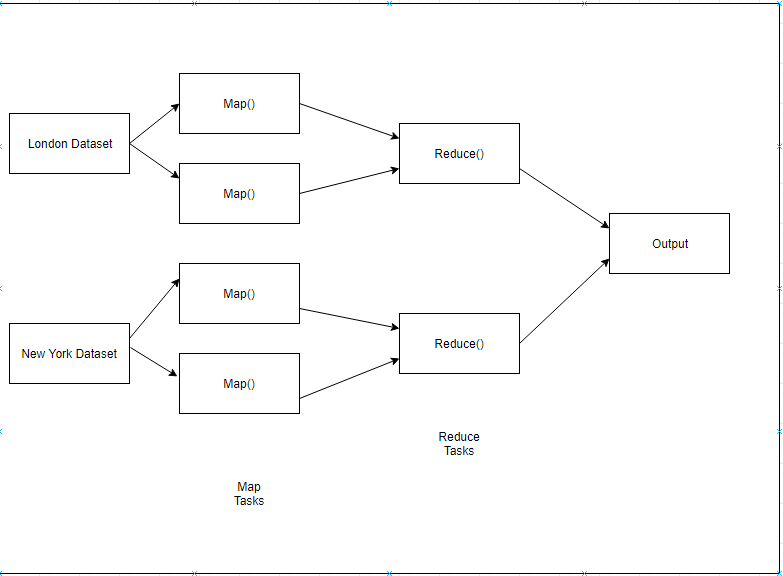 Map()
London Dataset
Reduce()
Map()
Output
Map()
New York Dataset
Reduce()
Map()
Reduce
Tasks
Map
Tasks